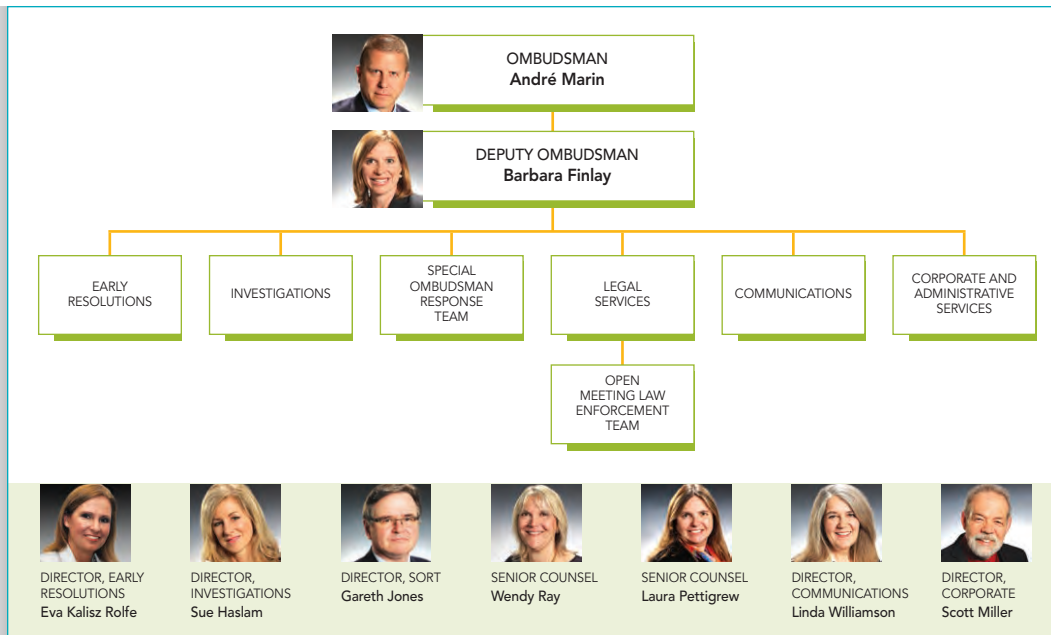 OMBUDSMAN
André Marin
DEPUTY OMBUDSMAN
Barbara Finlay
EARLY
RESOLUTIONS
INVESTIGATIONS
SPECIAL
OMBUDSMAN
RESPONSE
TEAM
LEGAL
SERVICES
COMMUNICATIONS
CORPORATE AND
ADMINISTRATIVE
SERVICES
OPEN
MEETING LAW
ENFORCEMENT
TEAM
DIRECTOR, EARLY
RESOLUTIONS
Eva Kalisz Rolfe
DIRECTOR,
INVESTIGATIONS
Sue Haslam
DIRECTOR, SORT
Gareth Jones
SENIOR COUNSEL
Wendy Ray
SENIOR COUNSEL
Laura Pettigrew
DIRECTOR,
COMMUNICATIONS
Linda Williamson
DIRECTOR,
CORPORATE
Scott Miller